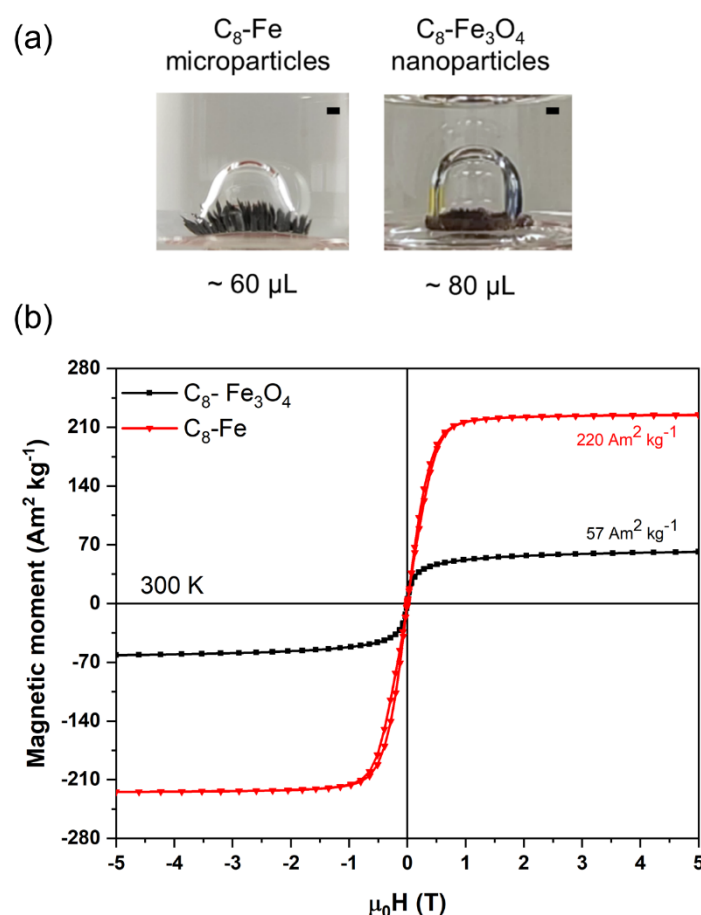 (a)
C₈-Fe
microparticles
C₈-Fe₃O₄
nanoparticles
~ 60 µL
~ 80 µL
(b)
Magnetic moment (Am² kg⁻¹)
280
210
140
70
0
-70
-140
-210
-280
C₈- Fe₃O₄
C₈-Fe
220 Am² kg⁻¹
57 Am² kg⁻¹
300 K
-5 -4 -3 -2 -1 0 1 2 3 4 5
µ₀H (T)